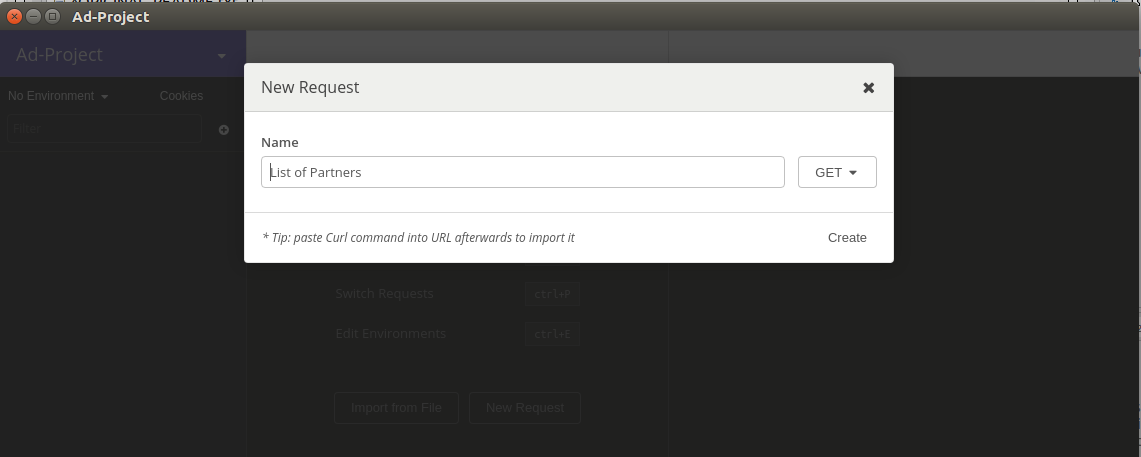 Ad-Project
Ad-Project
No Environment
Cookies
Filter
New Request
Name
List of Partners
GET
* Tip: paste Curl command into URL afterwards to import it
Create
Switch Requests
ctrl+P
Edit Environments
ctrl+E
Import from File
New Request